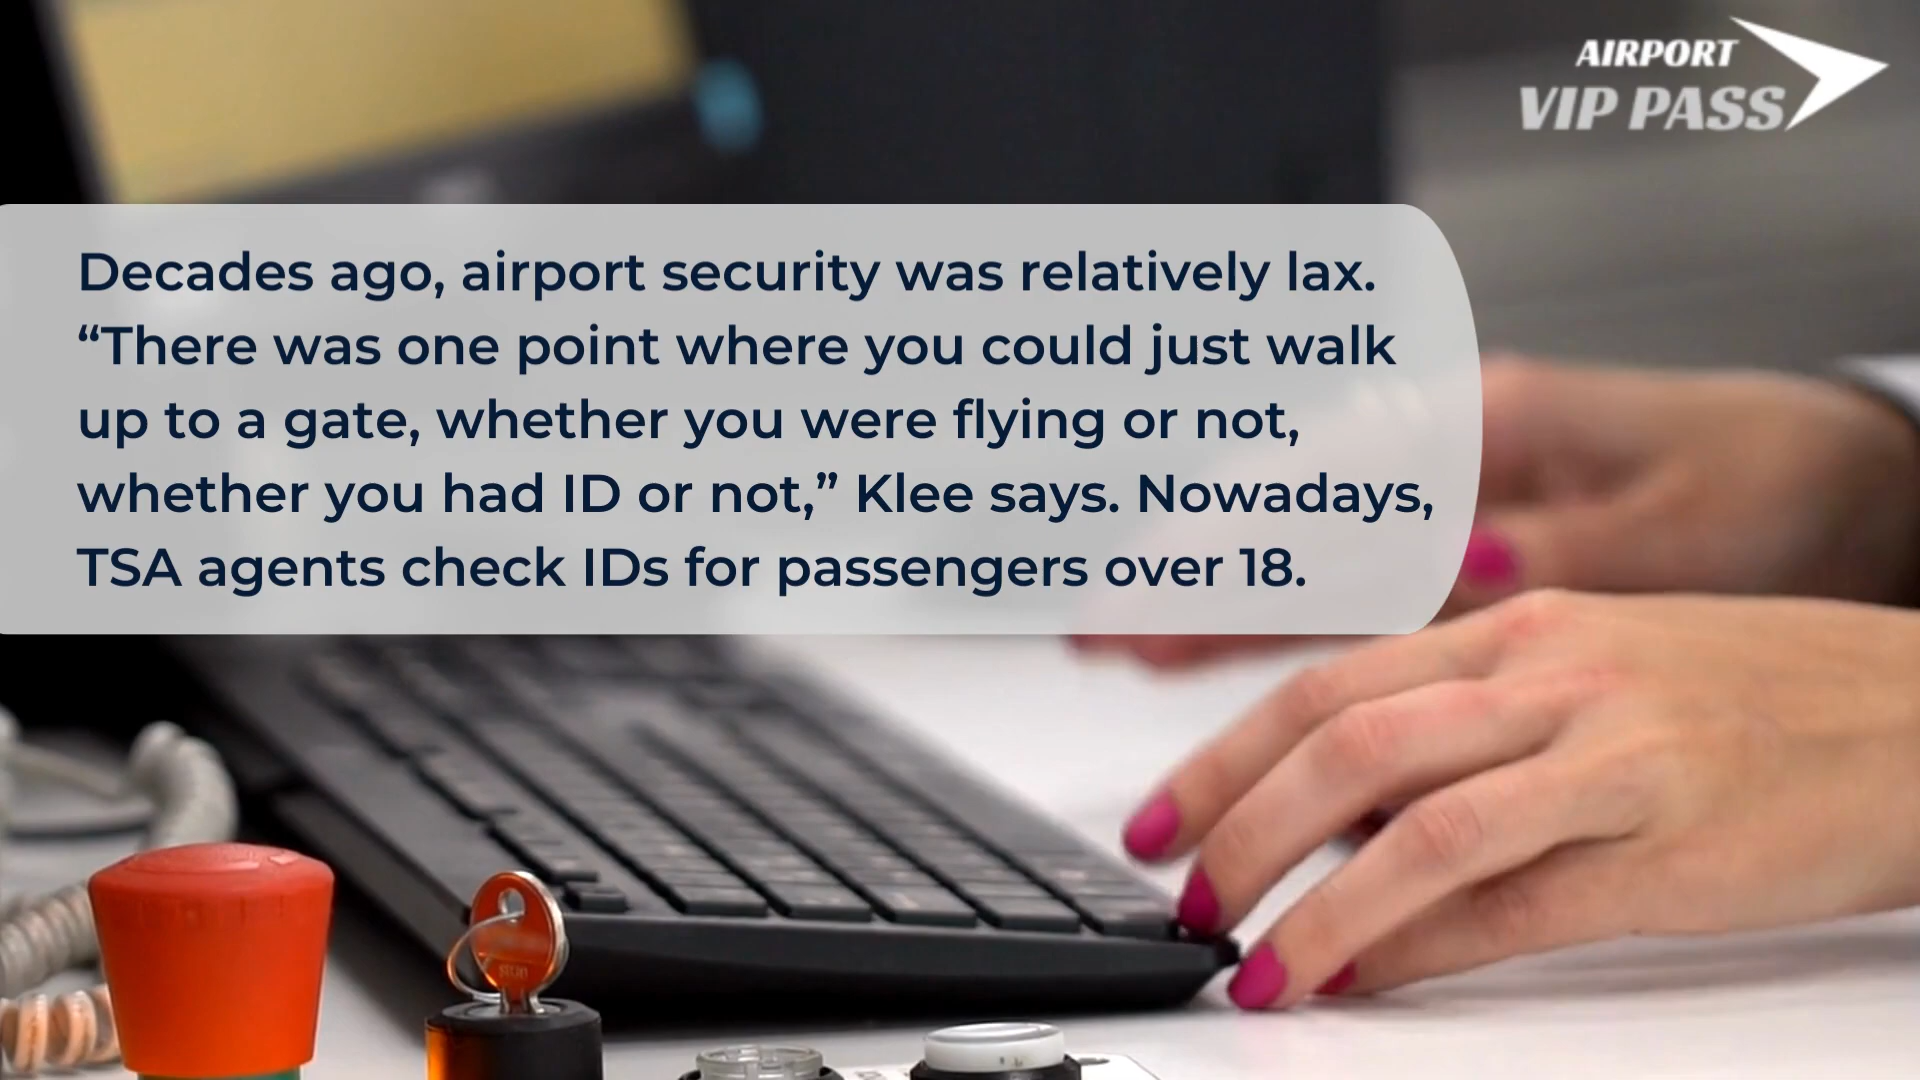 AIRPORT
VIP PASS
Decades ago, airport security was relatively lax.
“There was one point where you could just walk
up to a gate, whether you were flying or not,
whether you had ID or not,” Klee says. Nowadays,
TSA agents check IDs for passengers over 18.